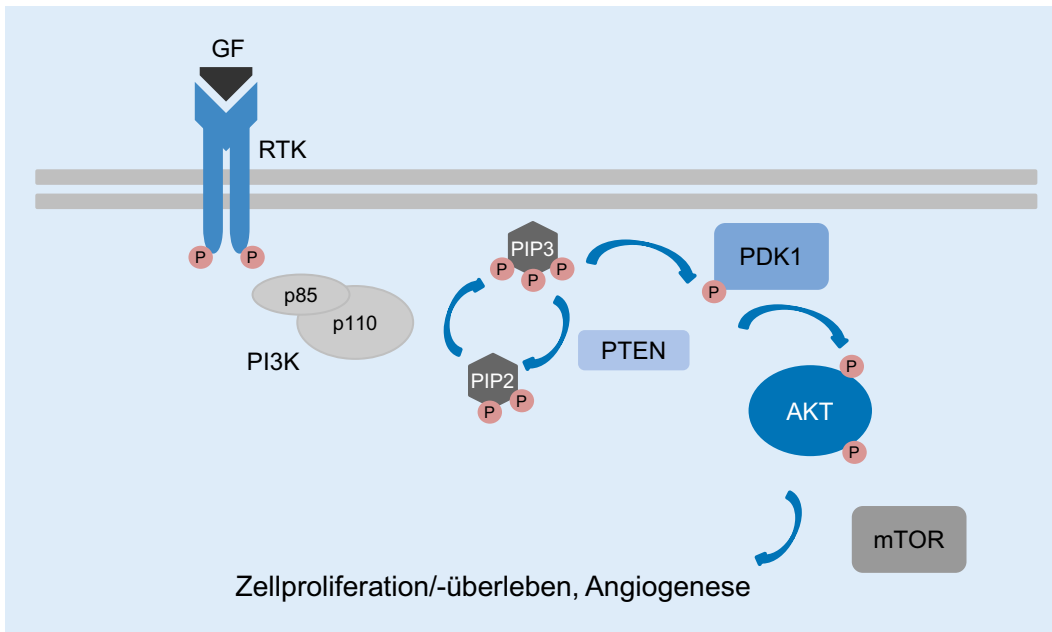 GF
RTK
P
P
PIP3
P
P
P
PDK1
P
p85
p110
PI3K
PTEN
PIP2
P
P
P
AKT
P
mTOR
Zellproliferation/-überleben, Angiogenese